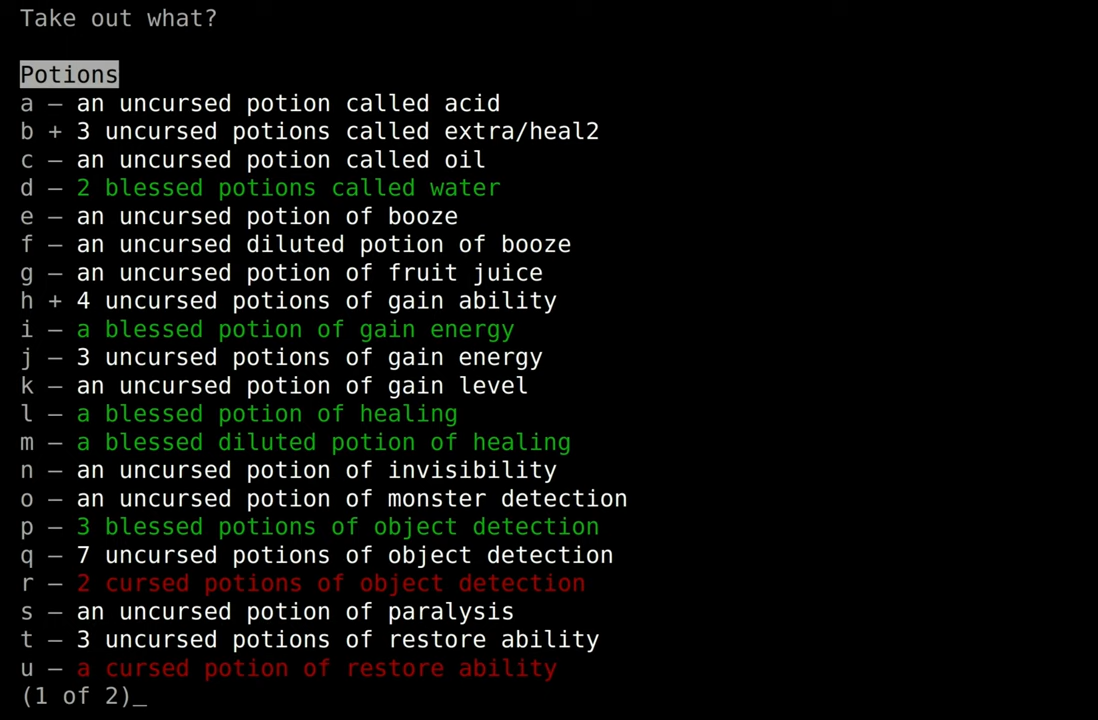 Take out what?
Potions
a – an uncursed potion called acid
b + 3 uncursed potions called extra/heal2
c – an uncursed potion called oil
d – 2 blessed potions called water
e – an uncursed potion of booze
f – an uncursed diluted potion of booze
g – an uncursed potion of fruit juice
h + 4 uncursed potions of gain ability
i – a blessed potion of gain energy
j – 3 uncursed potions of gain energy
k – an uncursed potion of gain level
l – a blessed potion of healing
m – a blessed diluted potion of healing
n – an uncursed potion of invisibility
o – an uncursed potion of monster detection
p – 3 blessed potions of object detection
q – 7 uncursed potions of object detection
r – 2 cursed potions of object detection
s – an uncursed potion of paralysis
t – 3 uncursed potions of restore ability
u – a cursed potion of restore ability
(1 of 2)_